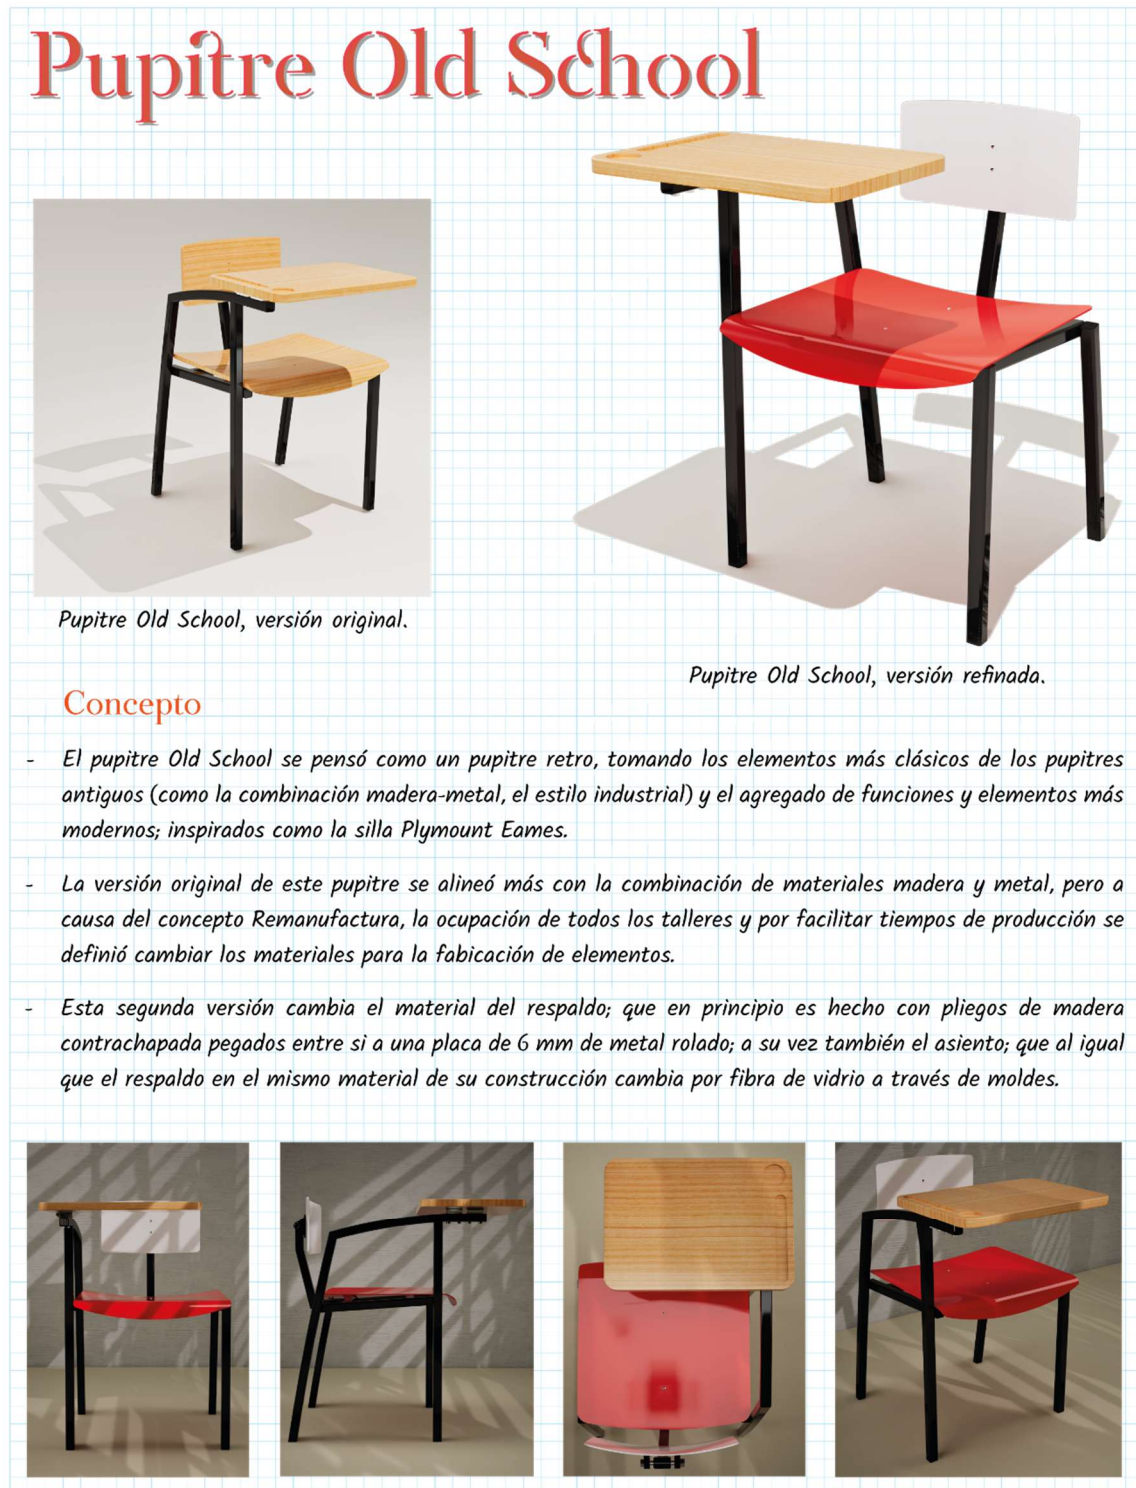 Pupitre Old School
Pupitre Old School, versión original.
Pupitre Old School, versión refinada.
Concepto
- El pupitre Old School se pensó como un pupitre retro, tomando los elementos más clásicos de los pupitres
antiguos (como la combinación madera-metal, el estilo industrial) y el agregado de funciones y elementos más
modernos; inspirados como la silla Plymount Eames.
- La versión original de este pupitre se alineó más con la combinación de materiales madera y metal, pero a
causa del concepto Remanufactura, la ocupación de todos los talleres y por facilitar tiempos de producción se
definió cambiar los materiales para la fabicación de elementos.
- Esta segunda versión cambia el material del respaldo; que en principio es hecho con pliegos de madera
contrachapada pegados entre si a una placa de 6 mm de metal rolado; a su vez también el asiento; que al igual
que el respaldo en el mismo material de su construcción cambia por fibra de vidrio a través de moldes.